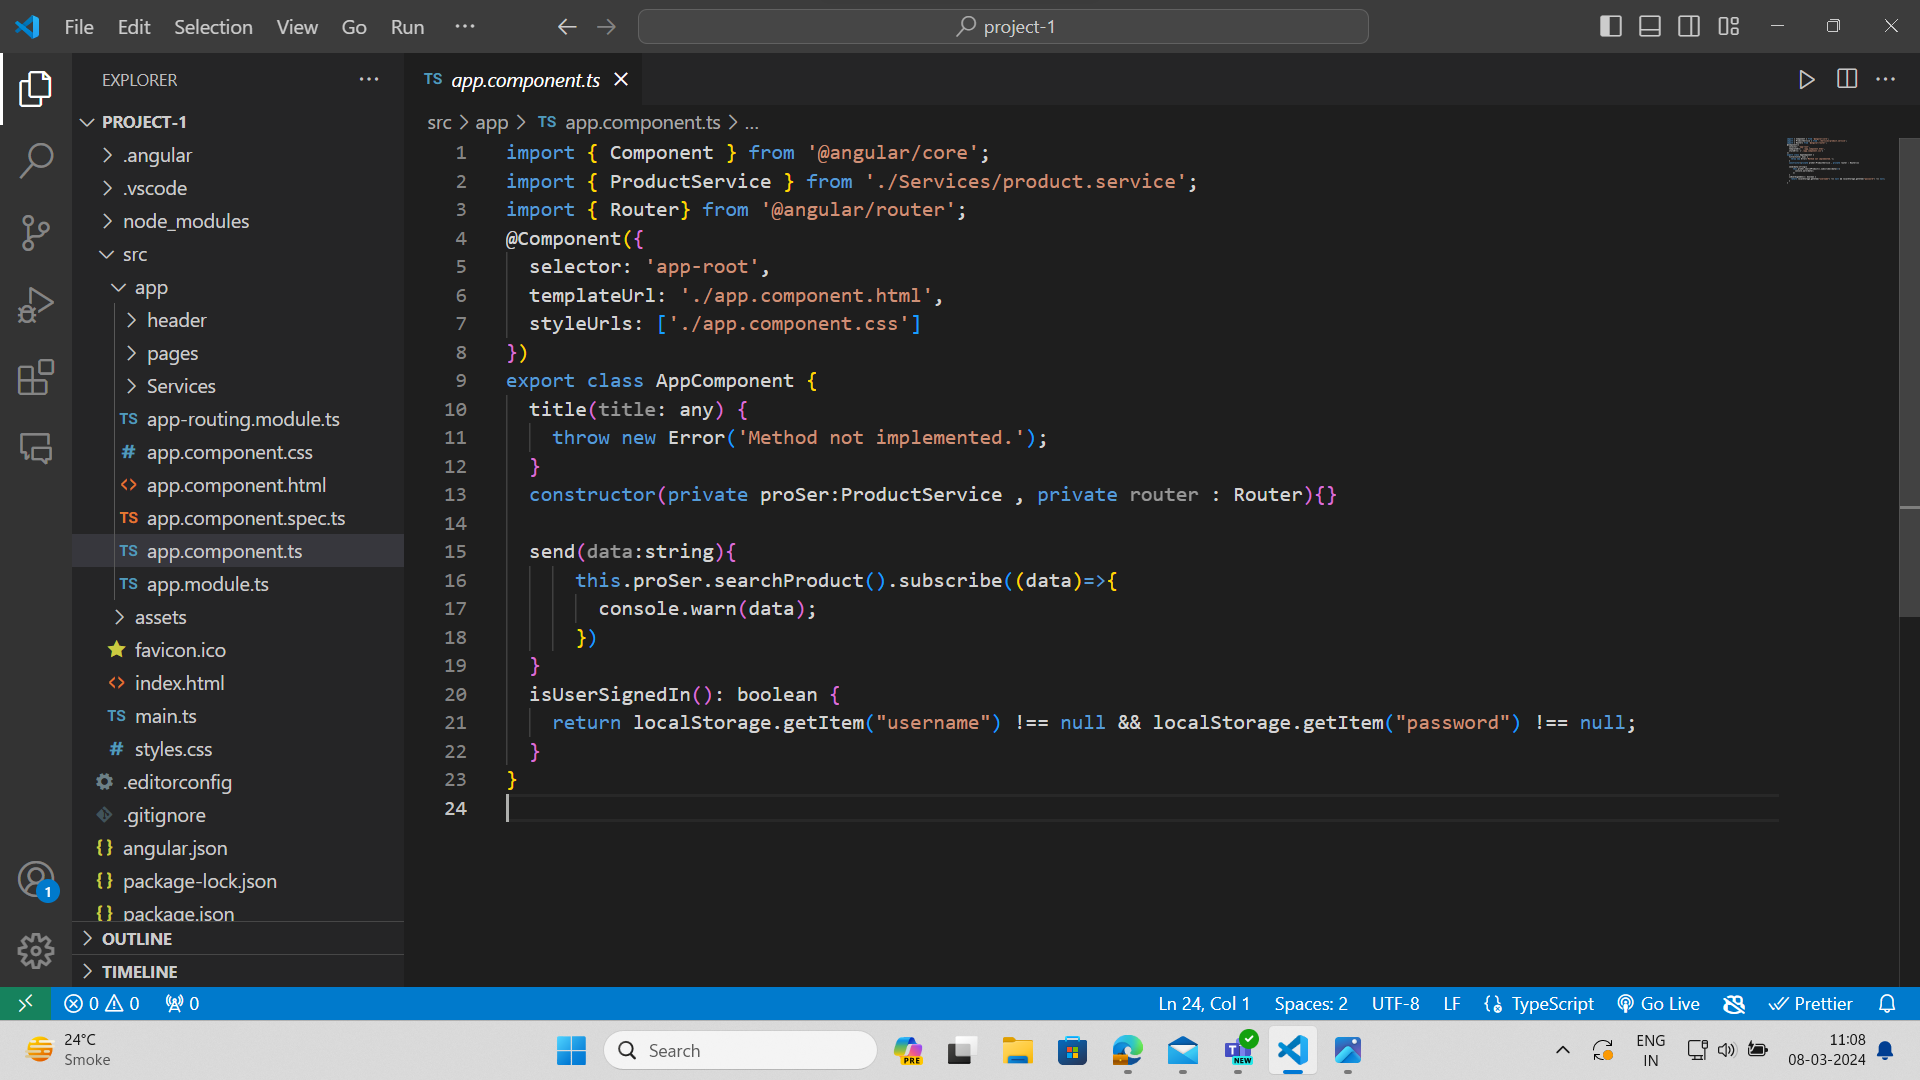 File Edit Selection View Go Run ··· project-1
EXPLORER ···
PROJECT-1
.angular
.vscode
node_modules
src
app
header
pages
Services
TS app-routing.module.ts
# app.component.css
<> app.component.html
TS app.component.spec.ts
TS app.component.ts
TS app.module.ts
assets
favicon.ico
<> index.html
TS main.ts
# styles.css
.editorconfig
.gitignore
{} angular.json
{} package-lock.json
{} package.json
OUTLINE
TIMELINE
1
TS app.component.ts
src > app > TS app.component.ts > ...
1 import { Component } from '@angular/core';
2 import { ProductService } from './Services/product.service';
3 import { Router} from '@angular/router';
4 @Component({
5 selector: 'app-root',
6 templateUrl: './app.component.html',
7 styleUrls: ['./app.component.css']
8 })
9 export class AppComponent {
10 title(title: any) {
11 throw new Error('Method not implemented.');
12 }
13 constructor(private proSer:ProductService , private router : Router){}
14
15 send(data:string){
16 this.proSer.searchProduct().subscribe((data)=>{
17 console.warn(data);
18 })
19 }
20 isUserSignedIn(): boolean {
21 return localStorage.getItem("username") !== null && localStorage.getItem("password") !== null;
22 }
23 }
24
0 0 0 Ln 24, Col 1 Spaces: 2 UTF-8 LF {} TypeScript Go Live Prettier
24°C
Smoke
Search
PRE
NEW
ENG
IN
11:08
08-03-2024